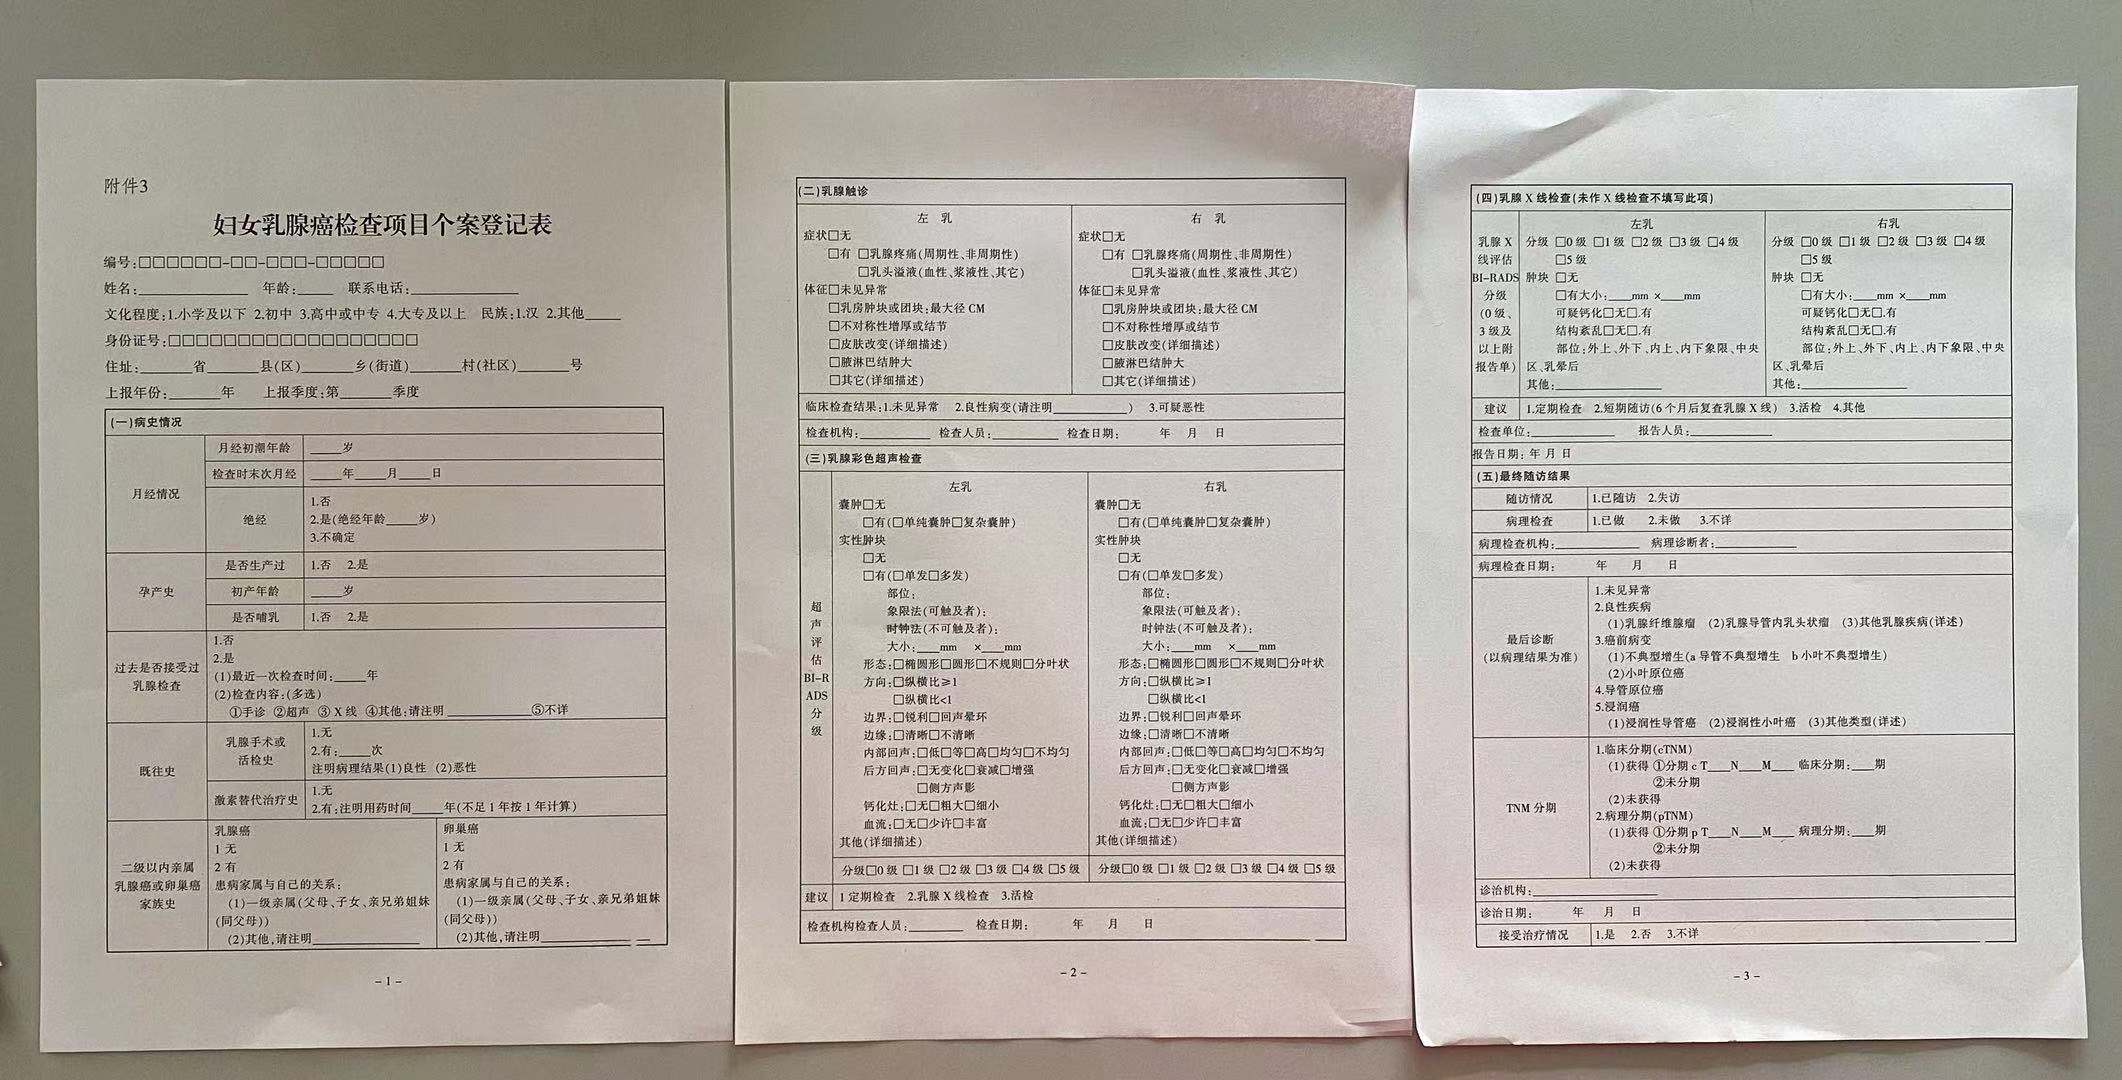 附件3
妇女乳腺癌检查项目个案登记表
编号:□□□□□□-□□-□□□-□□□□□
姓名:________ 年龄:____ 联系电话:________
文化程度:1.小学及以下 2.初中 3.高中或中专 4.大专及以上 民族:1.汉 2.其他____
身份证号:□□□□□□□□□□□□□□□□□□
住址:____省____县(区)____乡(街道)____村(社区)____号
上报年份:____年 上报季度:第____季度
(一)病史情况
月经情况
月经初潮年龄 ____岁
检查时末次月经 ____年____月____日
绝经
1.否
2.是(绝经年龄____岁)
3.不确定
孕产史
是否生产过 1.否 2.是
初产年龄 ____岁
是否哺乳 1.否 2.是
过去是否接受过
乳腺检查
1.否
2.是
(1)最近一次检查时间:____年
(2)检查内容:(多选)
①手诊 ②超声 ③X线 ④其他:请注明________⑤不详
既往史
乳腺手术或
活检史
1.无
2.有:____次
注明病理结果(1)良性 (2)恶性
激素替代治疗史
1.无
2.有:注明用药时间____年(不足1年按1年计算)
二级以内亲属
乳腺癌或卵巢癌
家族史
乳腺癌
1 无
2 有
患病家属与自己的关系:
(1)一级亲属(父母、子女、亲兄弟姐妹
(同父母))
(2)其他,请注明________
卵巢癌
1 无
2 有
患病家属与自己的关系:
(1)一级亲属(父母、子女、亲兄弟姐妹
(同父母))
(2)其他,请注明________
- 1 -
(二)乳腺触诊
左 乳
症状□无
□有 □乳腺疼痛(周期性、非周期性)
□乳头溢液(血性、浆液性、其它)
体征□未见异常
□乳房肿块或团块:最大径 CM
□不对称性增厚或结节
□皮肤改变(详细描述)
□腋淋巴结肿大
□其它(详细描述)
右 乳
症状□无
□有 □乳腺疼痛(周期性、非周期性)
□乳头溢液(血性、浆液性、其它)
体征□未见异常
□乳房肿块或团块:最大径 CM
□不对称性增厚或结节
□皮肤改变(详细描述)
□腋淋巴结肿大
□其它(详细描述)
临床检查结果:1.未见异常 2.良性病变(请注明________) 3.可疑恶性
检查机构:________ 检查人员:________ 检查日期: 年 月 日
(三)乳腺彩色超声检查
超
声
评
估
BI-R
ADS
分
级
左乳
囊肿□无
□有(□单纯囊肿□复杂囊肿)
实性肿块
□无
□有(□单发□多发)
部位:
象限法(可触及者):
时钟法(不可触及者):
大小:____mm ×____mm
形态:□椭圆形□圆形□不规则□分叶状
方向:□纵横比≥1
□纵横比<1
边界:□锐利□回声晕环
边缘:□清晰□不清晰
内部回声:□低□等□高□均匀□不均匀
后方回声:□无变化□衰减□增强
□侧方声影
钙化灶:□无□粗大□细小
血流:□无□少许□丰富
其他(详细描述)
分级□0级 □1级 □2级 □3级 □4级 □5级
右乳
囊肿□无
□有(□单纯囊肿□复杂囊肿)
实性肿块
□无
□有(□单发□多发)
部位:
象限法(可触及者):
时钟法(不可触及者):
大小:____mm ×____mm
形态:□椭圆形□圆形□不规则□分叶状
方向:□纵横比≥1
□纵横比<1
边界:□锐利□回声晕环
边缘:□清晰□不清晰
内部回声:□低□等□高□均匀□不均匀
后方回声:□无变化□衰减□增强
□侧方声影
钙化灶:□无□粗大□细小
血流:□无□少许□丰富
其他(详细描述)
分级□0级 □1级 □2级 □3级 □4级 □5级
建议 1定期检查 2.乳腺X线检查 3.活检
检查机构检查人员:________ 检查日期: 年 月 日
- 2 -
(四)乳腺X线检查(未作X线检查不填写此项)
乳腺X
线评估
BI-RADS
分级
(0级、
3级及
以上附
报告单)
左乳
分级 □0级 □1级 □2级 □3级 □4级
□5级
肿块 □无
□有大小:____mm ×____mm
可疑钙化□无□.有
结构紊乱□无□.有
部位:外上、外下、内上、内下象限、中央
区、乳晕后
其他:________
右乳
分级 □0级 □1级 □2级 □3级 □4级
□5级
肿块 □无
□有大小:____mm ×____mm
可疑钙化□无□.有
结构紊乱□无□.有
部位:外上、外下、内上、内下象限、中央
区、乳晕后
其他:________
建议 1.定期检查 2.短期随访(6个月后复查乳腺X线) 3.活检 4.其他
检查单位:________ 报告人员:________
报告日期: 年 月 日
(五)最终随访结果
随访情况 1.已随访 2.失访
病理检查 1.已做 2.未做 3.不详
病理检查机构:________ 病理诊断者:________
病理检查日期: 年 月 日
最后诊断
(以病理结果为准)
1.未见异常
2.良性疾病
(1)乳腺纤维腺瘤 (2)乳腺导管内乳头状瘤 (3)其他乳腺疾病(详述)
3.癌前病变
(1)不典型增生(a 导管不典型增生 b 小叶不典型增生)
(2)小叶原位癌
4.导管原位癌
5.浸润癌
(1)浸润性导管癌 (2)浸润性小叶癌 (3)其他类型(详述)
TNM 分期
1.临床分期(cTNM)
(1)获得 ①分期 c T____N____M____ 临床分期:____期
②未分期
(2)未获得
2.病理分期(pTNM)
(1)获得 ①分期 p T____N____M____ 病理分期:____期
②未分期
(2)未获得
诊治机构:________
诊治日期: 年 月 日
接受治疗情况 1.是 2.否 3.不详
- 3 -